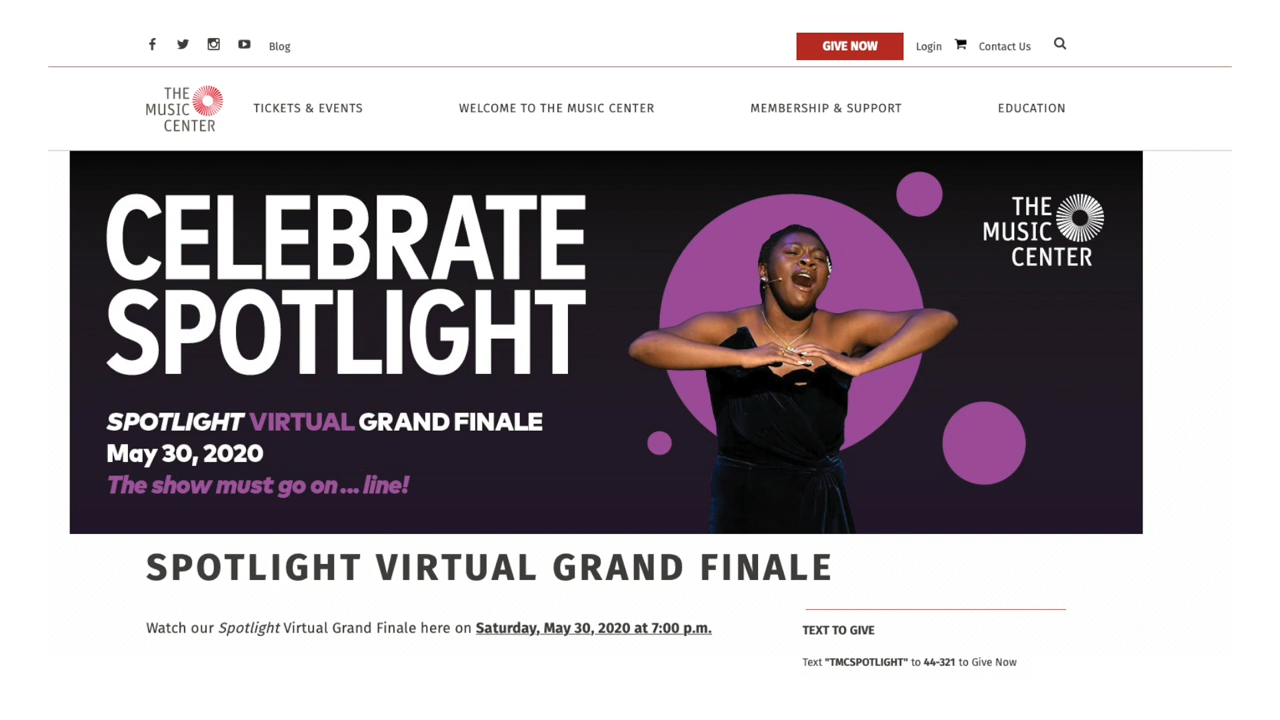 Blog
GIVE NOW
Login
Contact Us
THE
MUSIC
CENTER
TICKETS & EVENTS
WELCOME TO THE MUSIC CENTER
MEMBERSHIP & SUPPORT
EDUCATION
CELEBRATE
SPOTLIGHT
SPOTLIGHT VIRTUAL GRAND FINALE
May 30, 2020
The show must go on... line!
THE
MUSIC
CENTER
SPOTLIGHT VIRTUAL GRAND FINALE
Watch our Spotlight Virtual Grand Finale here on Saturday, May 30, 2020 at 7:00 p.m.
TEXT TO GIVE
Text "TMCSPOTLIGHT" to 44-321 to Give Now